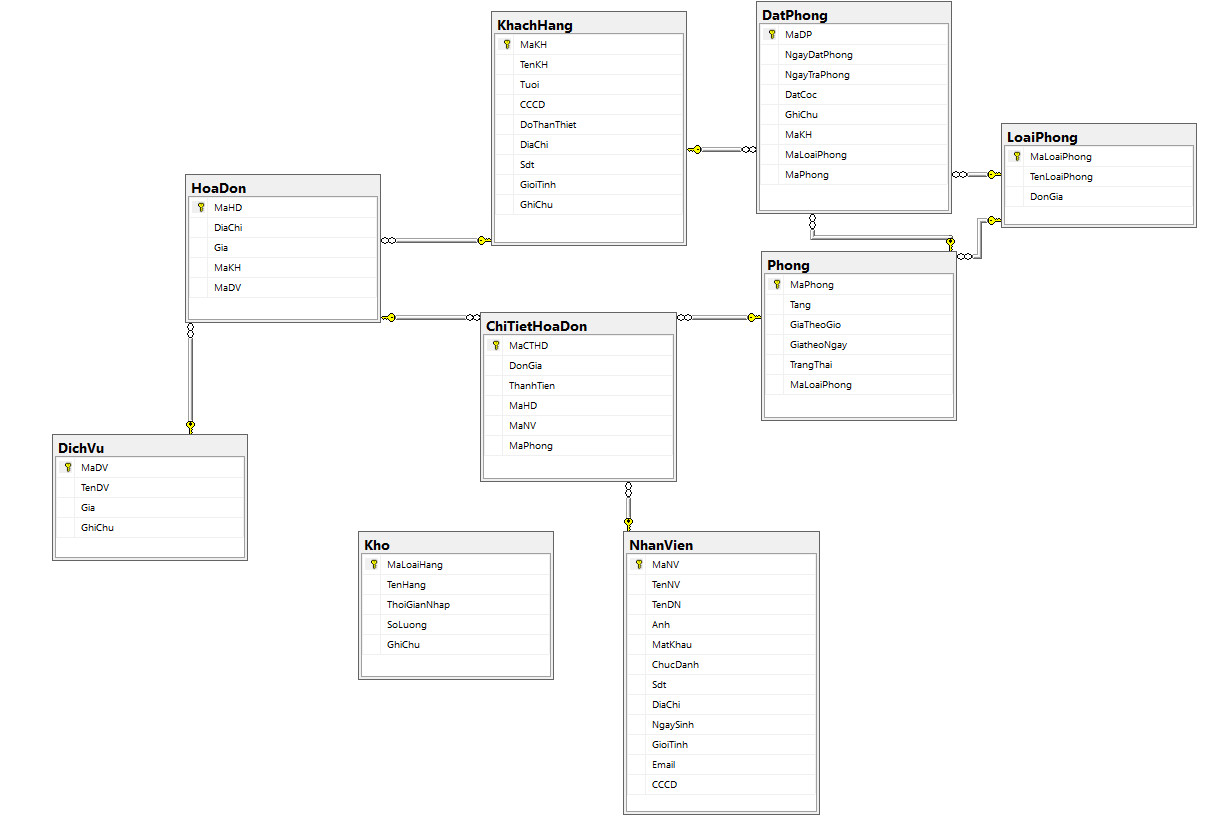 KhachHang
MaKH
TenKH
Tuoi
CCCD
DoThanThiet
DiaChi
Sdt
GioiTinh
GhiChu
DatPhong
MaDP
NgayDatPhong
NgayTraPhong
DatCoc
GhiChu
MaKH
MaLoaiPhong
MaPhong
LoaiPhong
MaLoaiPhong
TenLoaiPhong
DonGia
HoaDon
MaHD
DiaChi
Gia
MaKH
MaDV
Phong
MaPhong
Tang
GiaTheoGio
GiatheoNgay
TrangThai
MaLoaiPhong
ChiTietHoaDon
MaCTHD
DonGia
ThanhTien
MaHD
MaNV
MaPhong
DichVu
MaDV
TenDV
Gia
GhiChu
Kho
MaLoaiHang
TenHang
ThoiGianNhap
SoLuong
GhiChu
NhanVien
MaNV
TenNV
TenDN
Anh
MatKhau
ChucDanh
Sdt
DiaChi
NgaySinh
GioiTinh
Email
CCCD